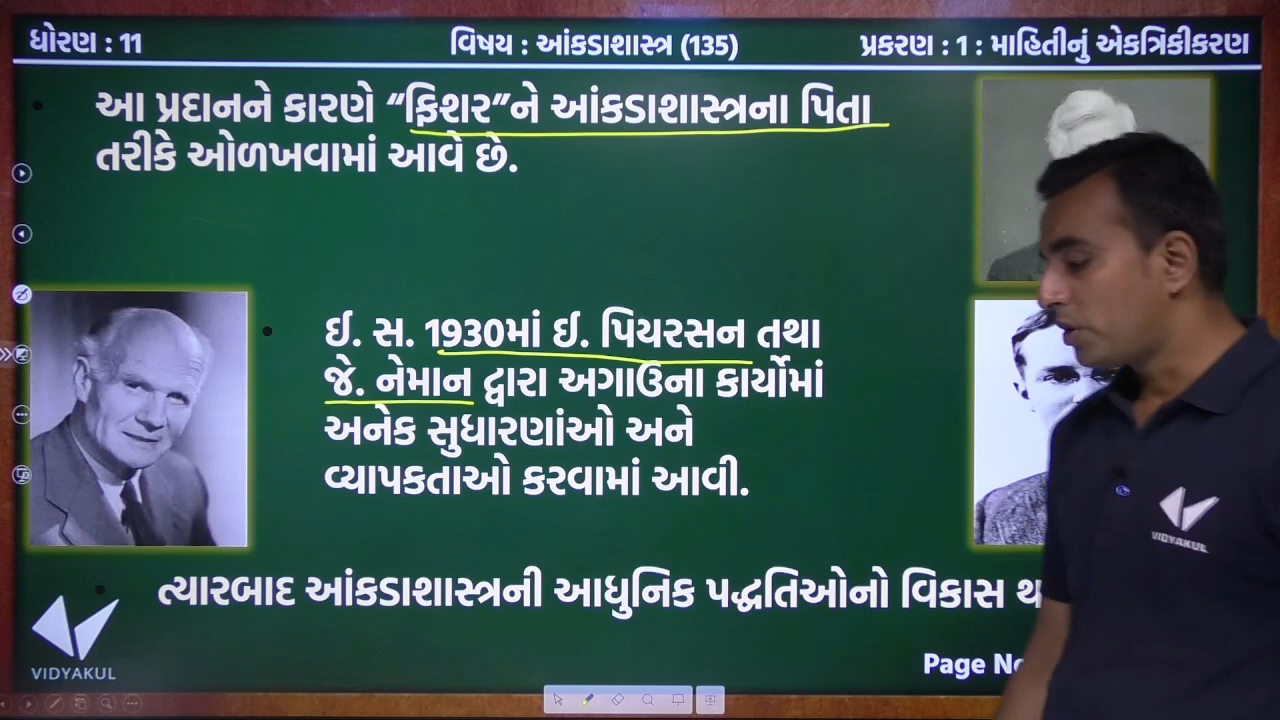 ધોરણ : 11
વિષય : આંકડાશાસ્ત્ર (135)
પ્રકરણ : 1 : માહિતીનું એકત્રિકીકરણ
આ પ્રદાનને કારણે “ફિશર”ને આંકડાશાસ્ત્રના પિતા
તરીકે ઓળખવામાં આવે છે.
ઈ. સ. 1930માં ઈ. પિયરસન તથા
જે. નેમાન દ્વારા અગાઉના કાર્યોમાં
અનેક સુધારણાંઓ અને
વ્યાપકતાઓ કરવામાં આવી.
ત્યારબાદ આંકડાશાસ્ત્રની આધુનિક પદ્ધતિઓનો વિકાસ
VIDYAKUL
Page
VIDYAKUL